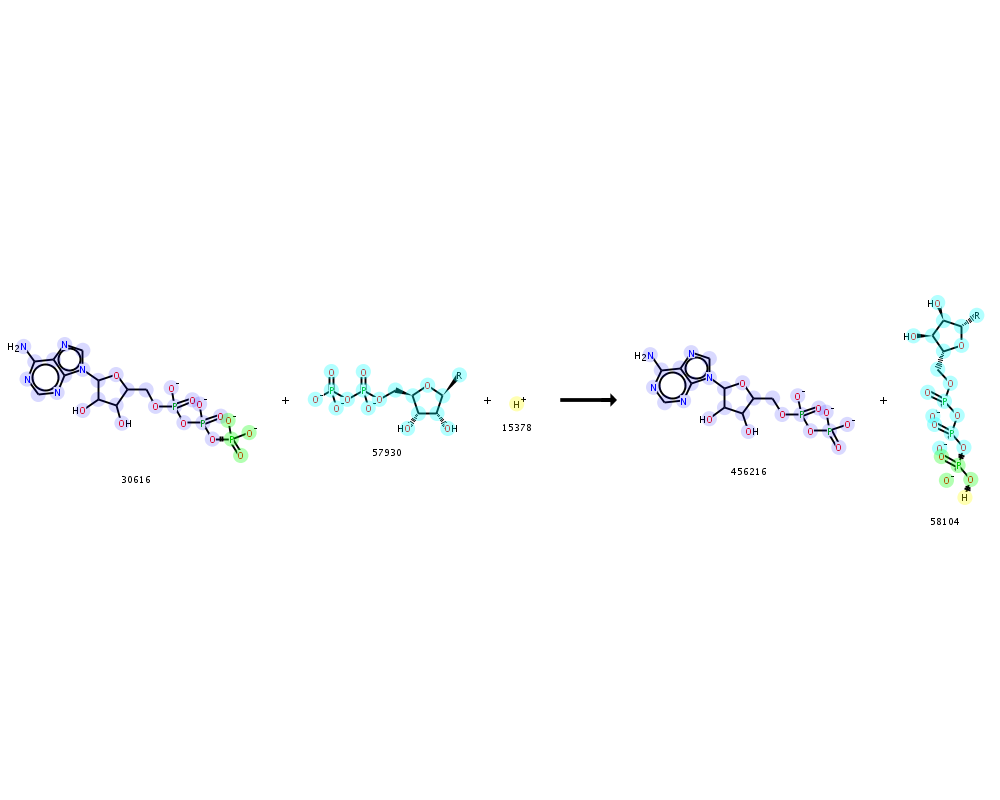 30616
+
57930
+
H+
15378
456216
+
58104
H2N
N
N
N
N
N
O
HO
OH
O
P
O-
O
O
P
O-
O
O
P
O-
O-
O
O-
P
O
O-
O
P
O
O-
O
O
R
HO
OH
H2N
N
N
N
N
N
O
HO
OH
O
P
O-
O
O
P
O-
O-
O
HO
HO
R
O
O
P
O
O-
O
P
O
O-
O
P
O
O-
O
H